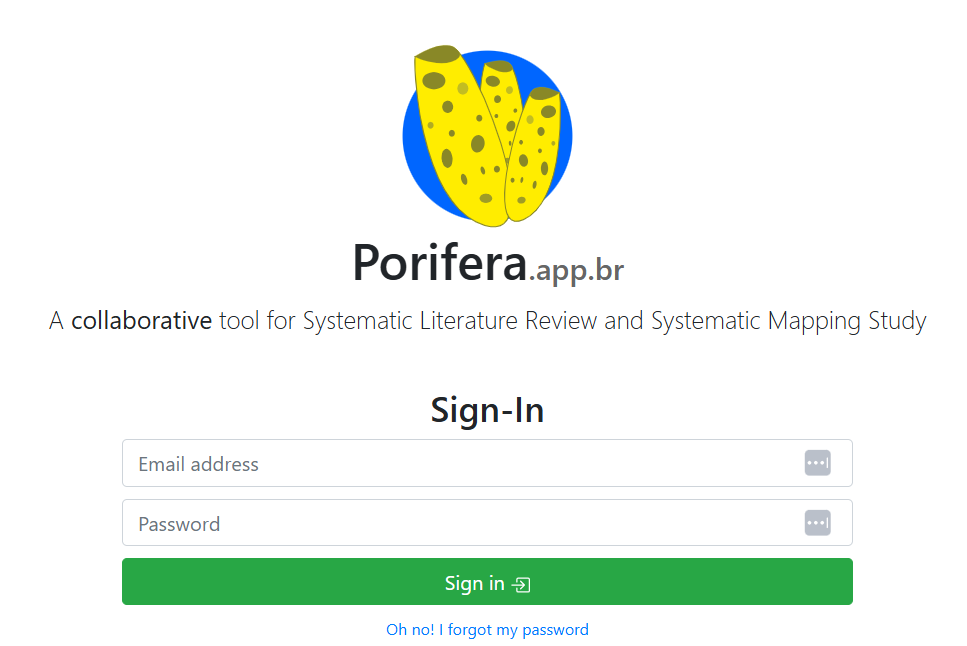 Porifera.app.br
A collaborative tool for Systematic Literature Review and Systematic Mapping Study
Sign-In
Email address
Password
Sign in
Oh no! I forgot my password